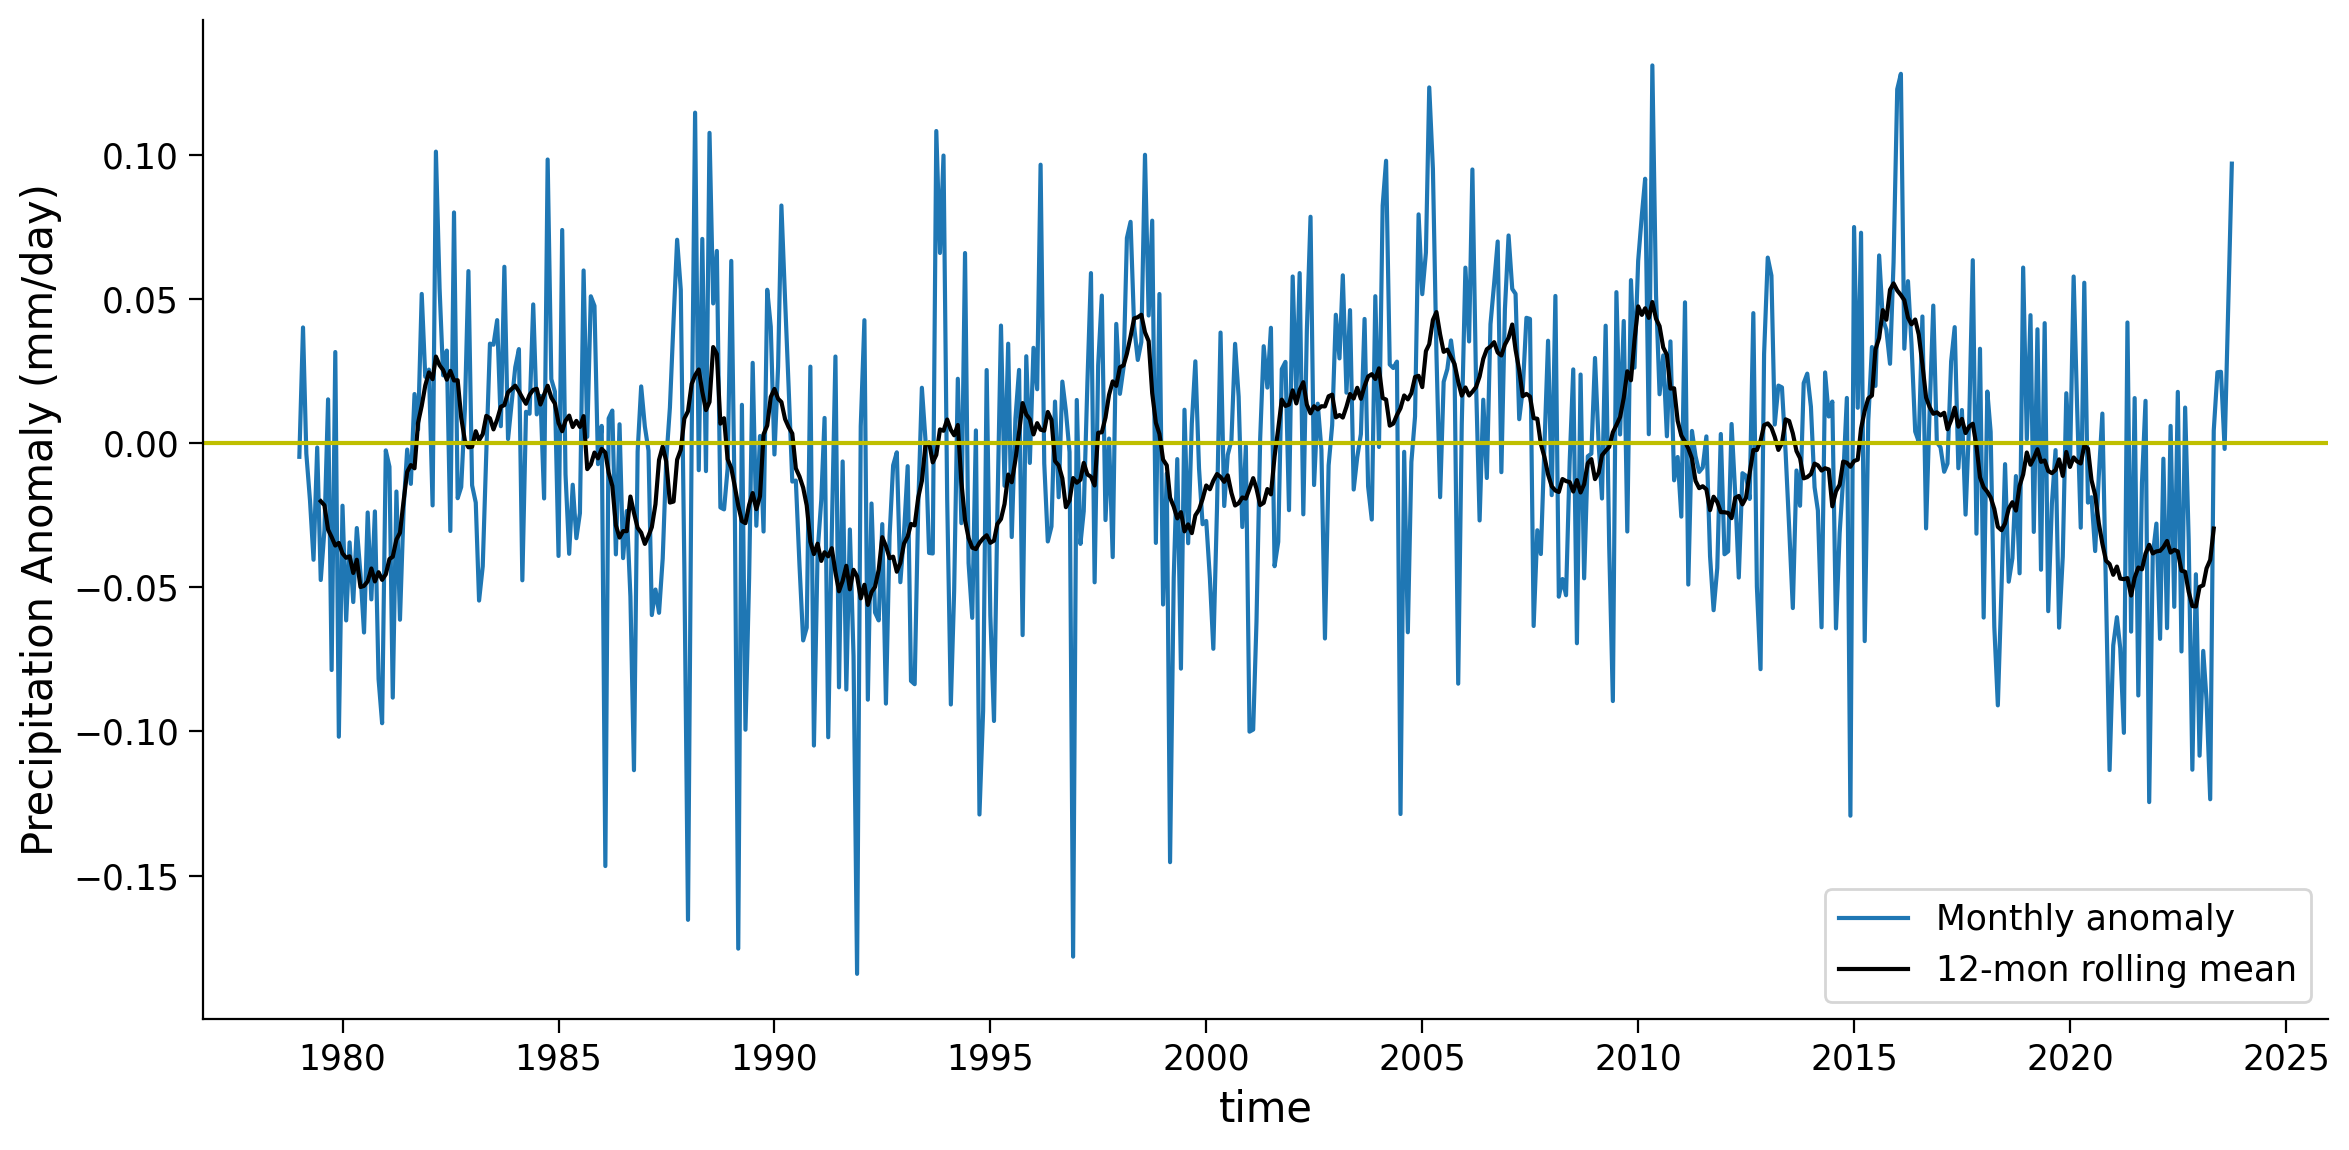 Precipitation Anomaly (mm/day)
0.10
0.05
0.00
−0.05
−0.10
−0.15
Monthly anomaly
12-mon rolling mean
1980 1985 1990 1995 2000 2005 2010 2015 2020 2025
time